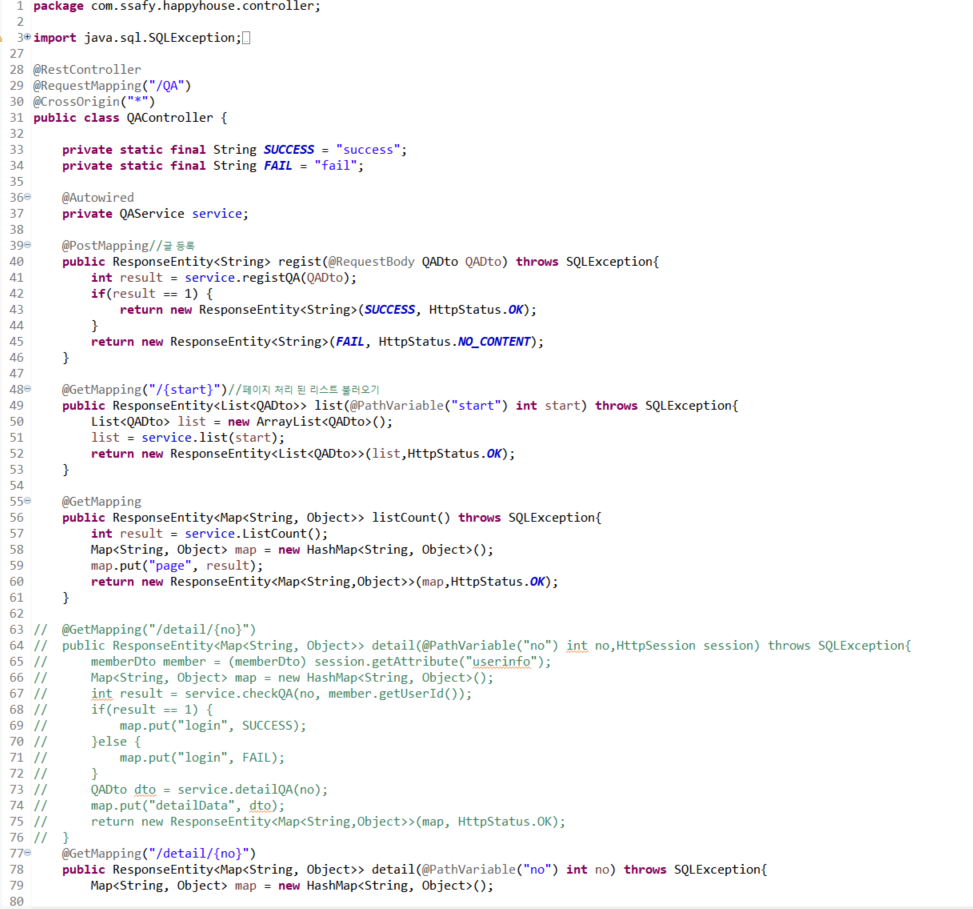 1 package com.ssafy.happyhouse.controller;
2
3 import java.sql.SQLException;
27
28 @RestController
29 @RequestMapping("/QA")
30 @CrossOrigin("*")
31 public class QAController {
32
33     private static final String SUCCESS = "success";
34     private static final String FAIL = "fail";
35
36     @Autowired
37     private QAService service;
38
39     @PostMapping//글 등록
40     public ResponseEntity<String> regist(@RequestBody QADto QADto) throws SQLException{
41         int result = service.registQA(QADto);
42         if(result == 1) {
43             return new ResponseEntity<String>(SUCCESS, HttpStatus.OK);
44         }
45         return new ResponseEntity<String>(FAIL, HttpStatus.NO_CONTENT);
46     }
47
48     @GetMapping("/{start}")//페이지 처리 된 리스트 불러오기
49     public ResponseEntity<List<QADto>> list(@PathVariable("start") int start) throws SQLException{
50         List<QADto> list = new ArrayList<QADto>();
51         list = service.list(start);
52         return new ResponseEntity<List<QADto>>(list,HttpStatus.OK);
53     }
54
55     @GetMapping
56     public ResponseEntity<Map<String, Object>> listCount() throws SQLException{
57         int result = service.ListCount();
58         Map<String, Object> map = new HashMap<String, Object>();
59         map.put("page", result);
60         return new ResponseEntity<Map<String,Object>>(map,HttpStatus.OK);
61     }
62
63 //  @GetMapping("/detail/{no}")
64 //  public ResponseEntity<Map<String, Object>> detail(@PathVariable("no") int no,HttpSession session) throws SQLException{
65 //      memberDto member = (memberDto) session.getAttribute("userinfo");
66 //      Map<String, Object> map = new HashMap<String, Object>();
67 //      int result = service.checkQA(no, member.getUserId());
68 //      if(result == 1) {
69 //          map.put("login", SUCCESS);
70 //      }else {
71 //          map.put("login", FAIL);
72 //      }
73 //      QADto dto = service.detailQA(no);
74 //      map.put("detailData", dto);
75 //      return new ResponseEntity<Map<String,Object>>(map, HttpStatus.OK);
76 //  }
77     @GetMapping("/detail/{no}")
78     public ResponseEntity<Map<String, Object>> detail(@PathVariable("no") int no) throws SQLException{
79         Map<String, Object> map = new HashMap<String, Object>();
80